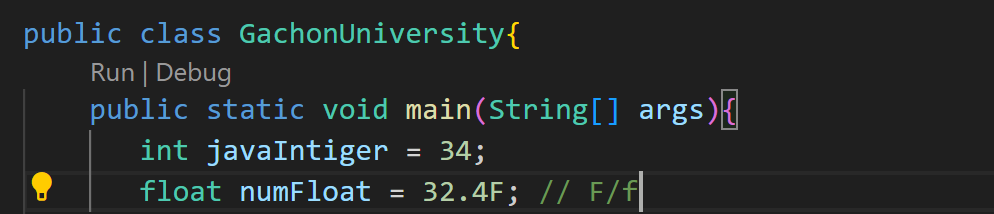 public class GachonUniversity{
Run | Debug
public static void main(String[] args){
int javaIntiger = 34;
float numFloat = 32.4F; // F/f